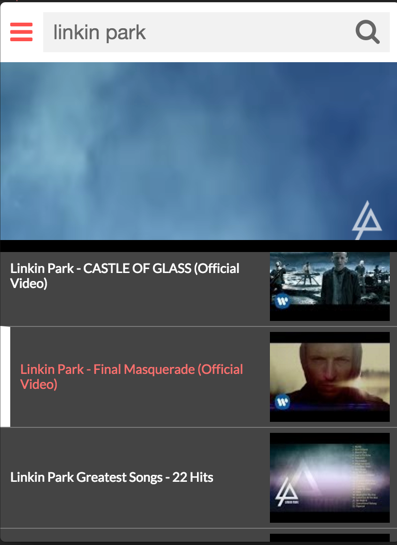 linkin park
Linkin Park - CASTLE OF GLASS (Official
Video)
Linkin Park - Final Masquerade (Official
Video)
Linkin Park Greatest Songs - 22 Hits